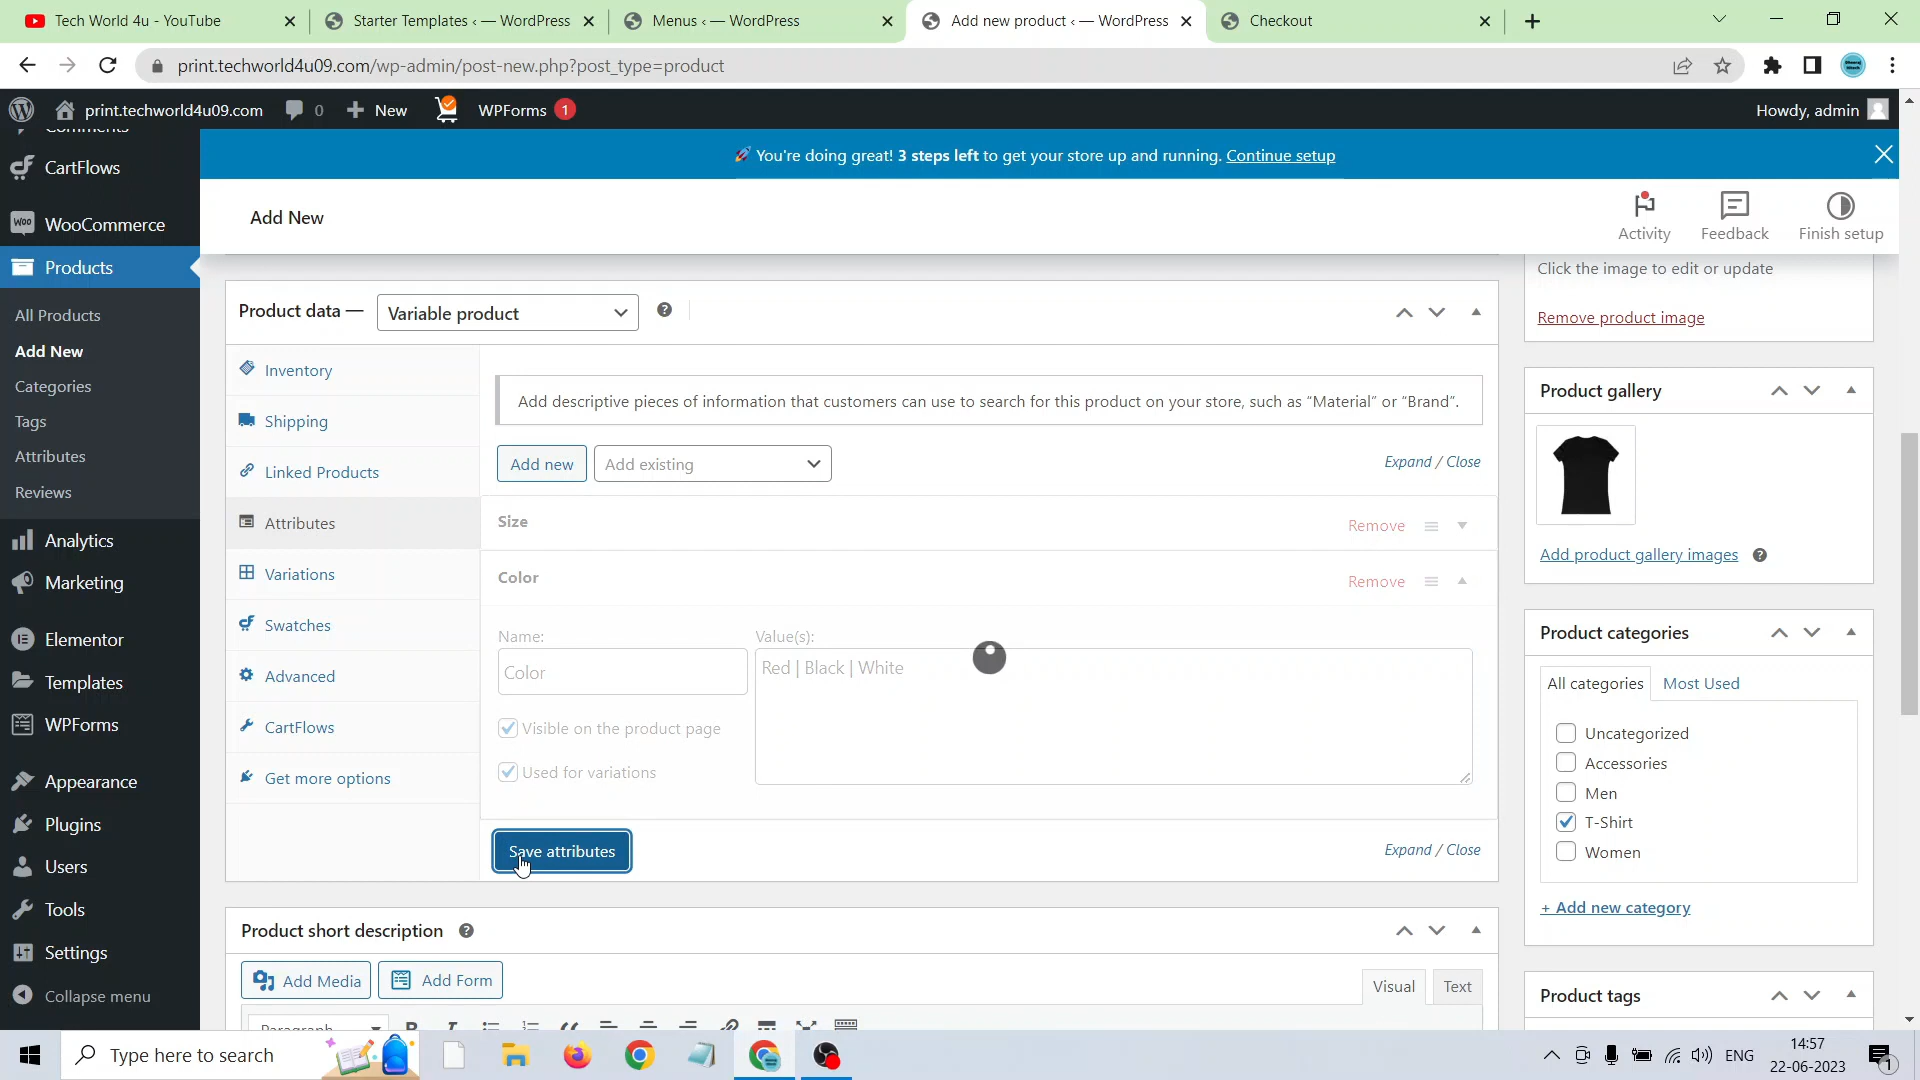 Tech World 4u - YouTube
Starter Templates ‹ — WordPress
Menus ‹ — WordPress
Add new product ‹ — WordPress
Checkout
print.techworld4u09.com/wp-admin/post-new.php?post_type=product
print.techworld4u09.com
0
New
WPForms
1
Howdy, admin
Comments
CartFlows
WooCommerce
Products
All Products
Add New
Categories
Tags
Attributes
Reviews
Analytics
Marketing
Elementor
Templates
WPForms
Appearance
Plugins
Users
Tools
Settings
Collapse menu
🚀 You're doing great! 3 steps left to get your store up and running. Continue setup
Add New
Activity
Feedback
Finish setup
Product data —
Variable product
Inventory
Shipping
Linked Products
Attributes
Variations
Swatches
Advanced
CartFlows
Get more options
Add descriptive pieces of information that customers can use to search for this product on your store, such as “Material” or “Brand”.
Add new
Add existing
Expand / Close
Size
Remove
Color
Remove
Name:
Value(s):
Color
Red | Black | White
Visible on the product page
Used for variations
Save attributes
Expand / Close
Product short description
Add Media
Add Form
Visual
Text
Paragraph
Click the image to edit or update
Remove product image
Product gallery
Add product gallery images
Product categories
All categories
Most Used
Uncategorized
Accessories
Men
T-Shirt
Women
+ Add new category
Product tags
Type here to search
ENG
14:57
22-06-2023
1